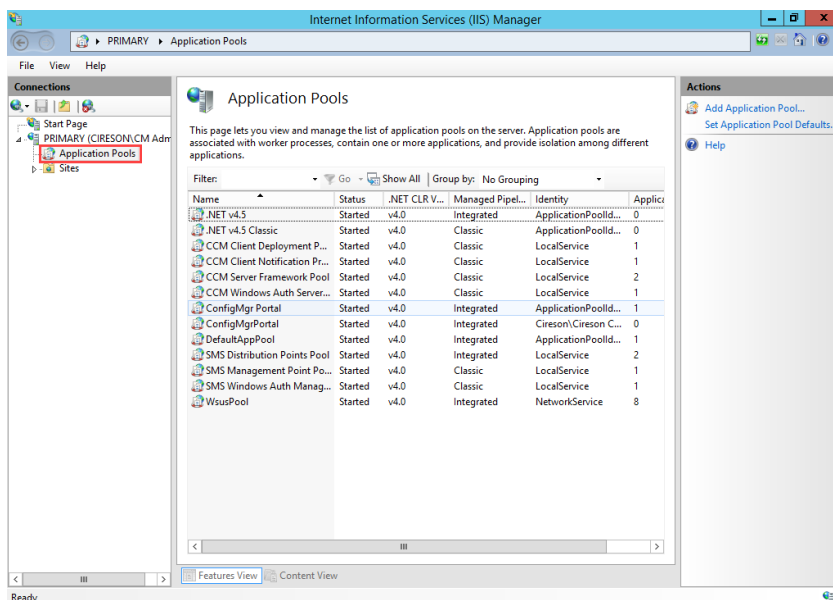 Internet Information Services (IIS) Manager
PRIMARY Application Pools
File View Help
Connections
Start Page
PRIMARY (CIRESON\CM Adm
Application Pools
Sites
Application Pools
This page lets you view and manage the list of application pools on the server. Application pools are
associated with worker processes, contain one or more applications, and provide isolation among different
applications.
Filter: Go Show All Group by: No Grouping
Name Status .NET CLR V... Managed Pipel... Identity Applica
.NET v4.5 Started v4.0 Integrated ApplicationPoolId... 0
.NET v4.5 Classic Started v4.0 Classic ApplicationPoolId... 0
CCM Client Deployment P... Started v4.0 Classic LocalService 1
CCM Client Notification Pr... Started v4.0 Classic LocalService 1
CCM Server Framework Pool Started v4.0 Classic LocalService 2
CCM Windows Auth Server... Started v4.0 Classic LocalService 1
ConfigMgr Portal Started v4.0 Integrated ApplicationPoolId... 1
ConfigMgrPortal Started v4.0 Integrated Cireson\Cireson C... 0
DefaultAppPool Started v4.0 Integrated ApplicationPoolId... 1
SMS Distribution Points Pool Started v4.0 Integrated LocalService 2
SMS Management Point Po... Started v4.0 Classic LocalService 1
SMS Windows Auth Manag... Started v4.0 Classic LocalService 1
WsusPool Started v4.0 Integrated NetworkService 8
Features View Content View
Actions
Add Application Pool...
Set Application Pool Defaults.
Help
Ready